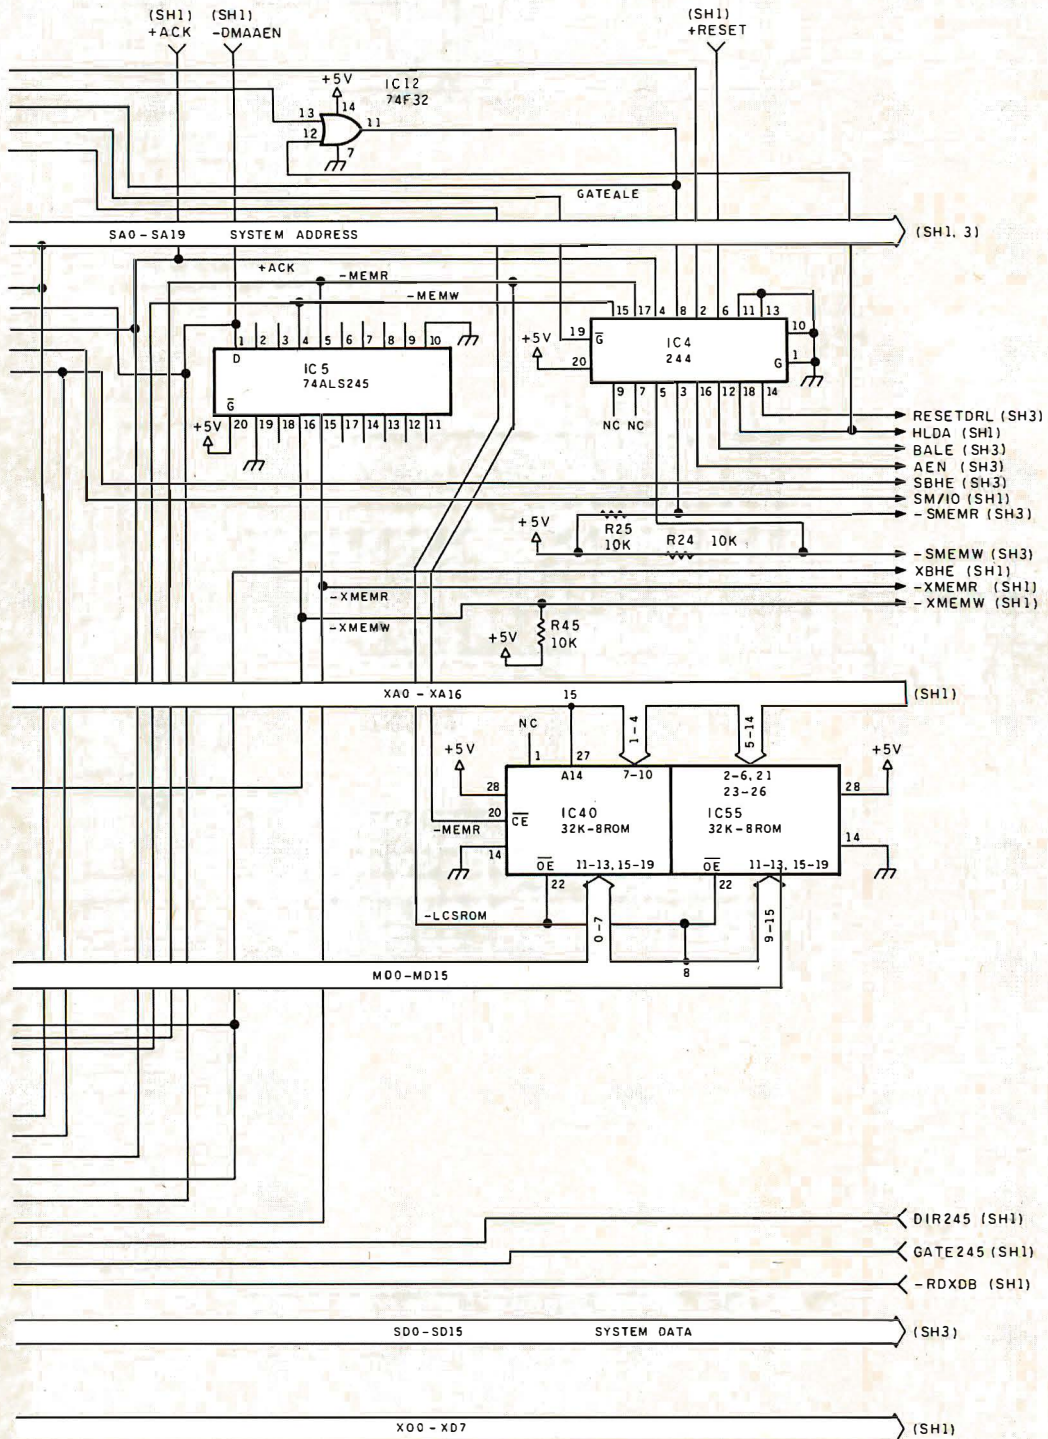 (SH1) (SH1) (SH1)
+ACK -DMAAEN +RESET
+5V IC12
74F32
14
13
12
11
7
GATEALE
SA0-SA19 SYSTEM ADDRESS (SH1, 3)
+ACK
-MEMR
-MEMW
15 17 4 8 2 6 11 13
1 2 3 4 5 6 7 8 9 10
D
IC5
74ALS245
G
+5V
20 19 18 16 15 17 14 13 12 11
19 G
+5V
20
IC4
244
10
G 1
9 7 5 3 16 12 18 14
NC NC
RESETDRL (SH3)
HLDA (SH1)
BALE (SH3)
AEN (SH3)
SBHE (SH3)
SM/IO (SH1)
-SMEMR (SH3)
+5V
R25
10K
R24 10K
-SMEMW (SH3)
XBHE (SH1)
-XMEMR (SH1)
-XMEMW (SH1)
-XMEMR
-XMEMW
+5V
R45
10K
XA0 - XA16 15 (SH1)
NC
1 27
1-4
5-14
+5V
+5V
A14 7-10
2-6, 21
23-26
28
28
20 CE
-MEMR
IC40
32K-8ROM
IC55
32K-8ROM
14
14
OE 11-13, 15-19
OE 11-13, 15-19
22
22
-LCSROM
0-7
9-15
8
MD0-MD15
DIR245 (SH1)
GATE245 (SH1)
-RDXDB (SH1)
SD0-SD15 SYSTEM DATA (SH3)
X00-XD7 (SH1)